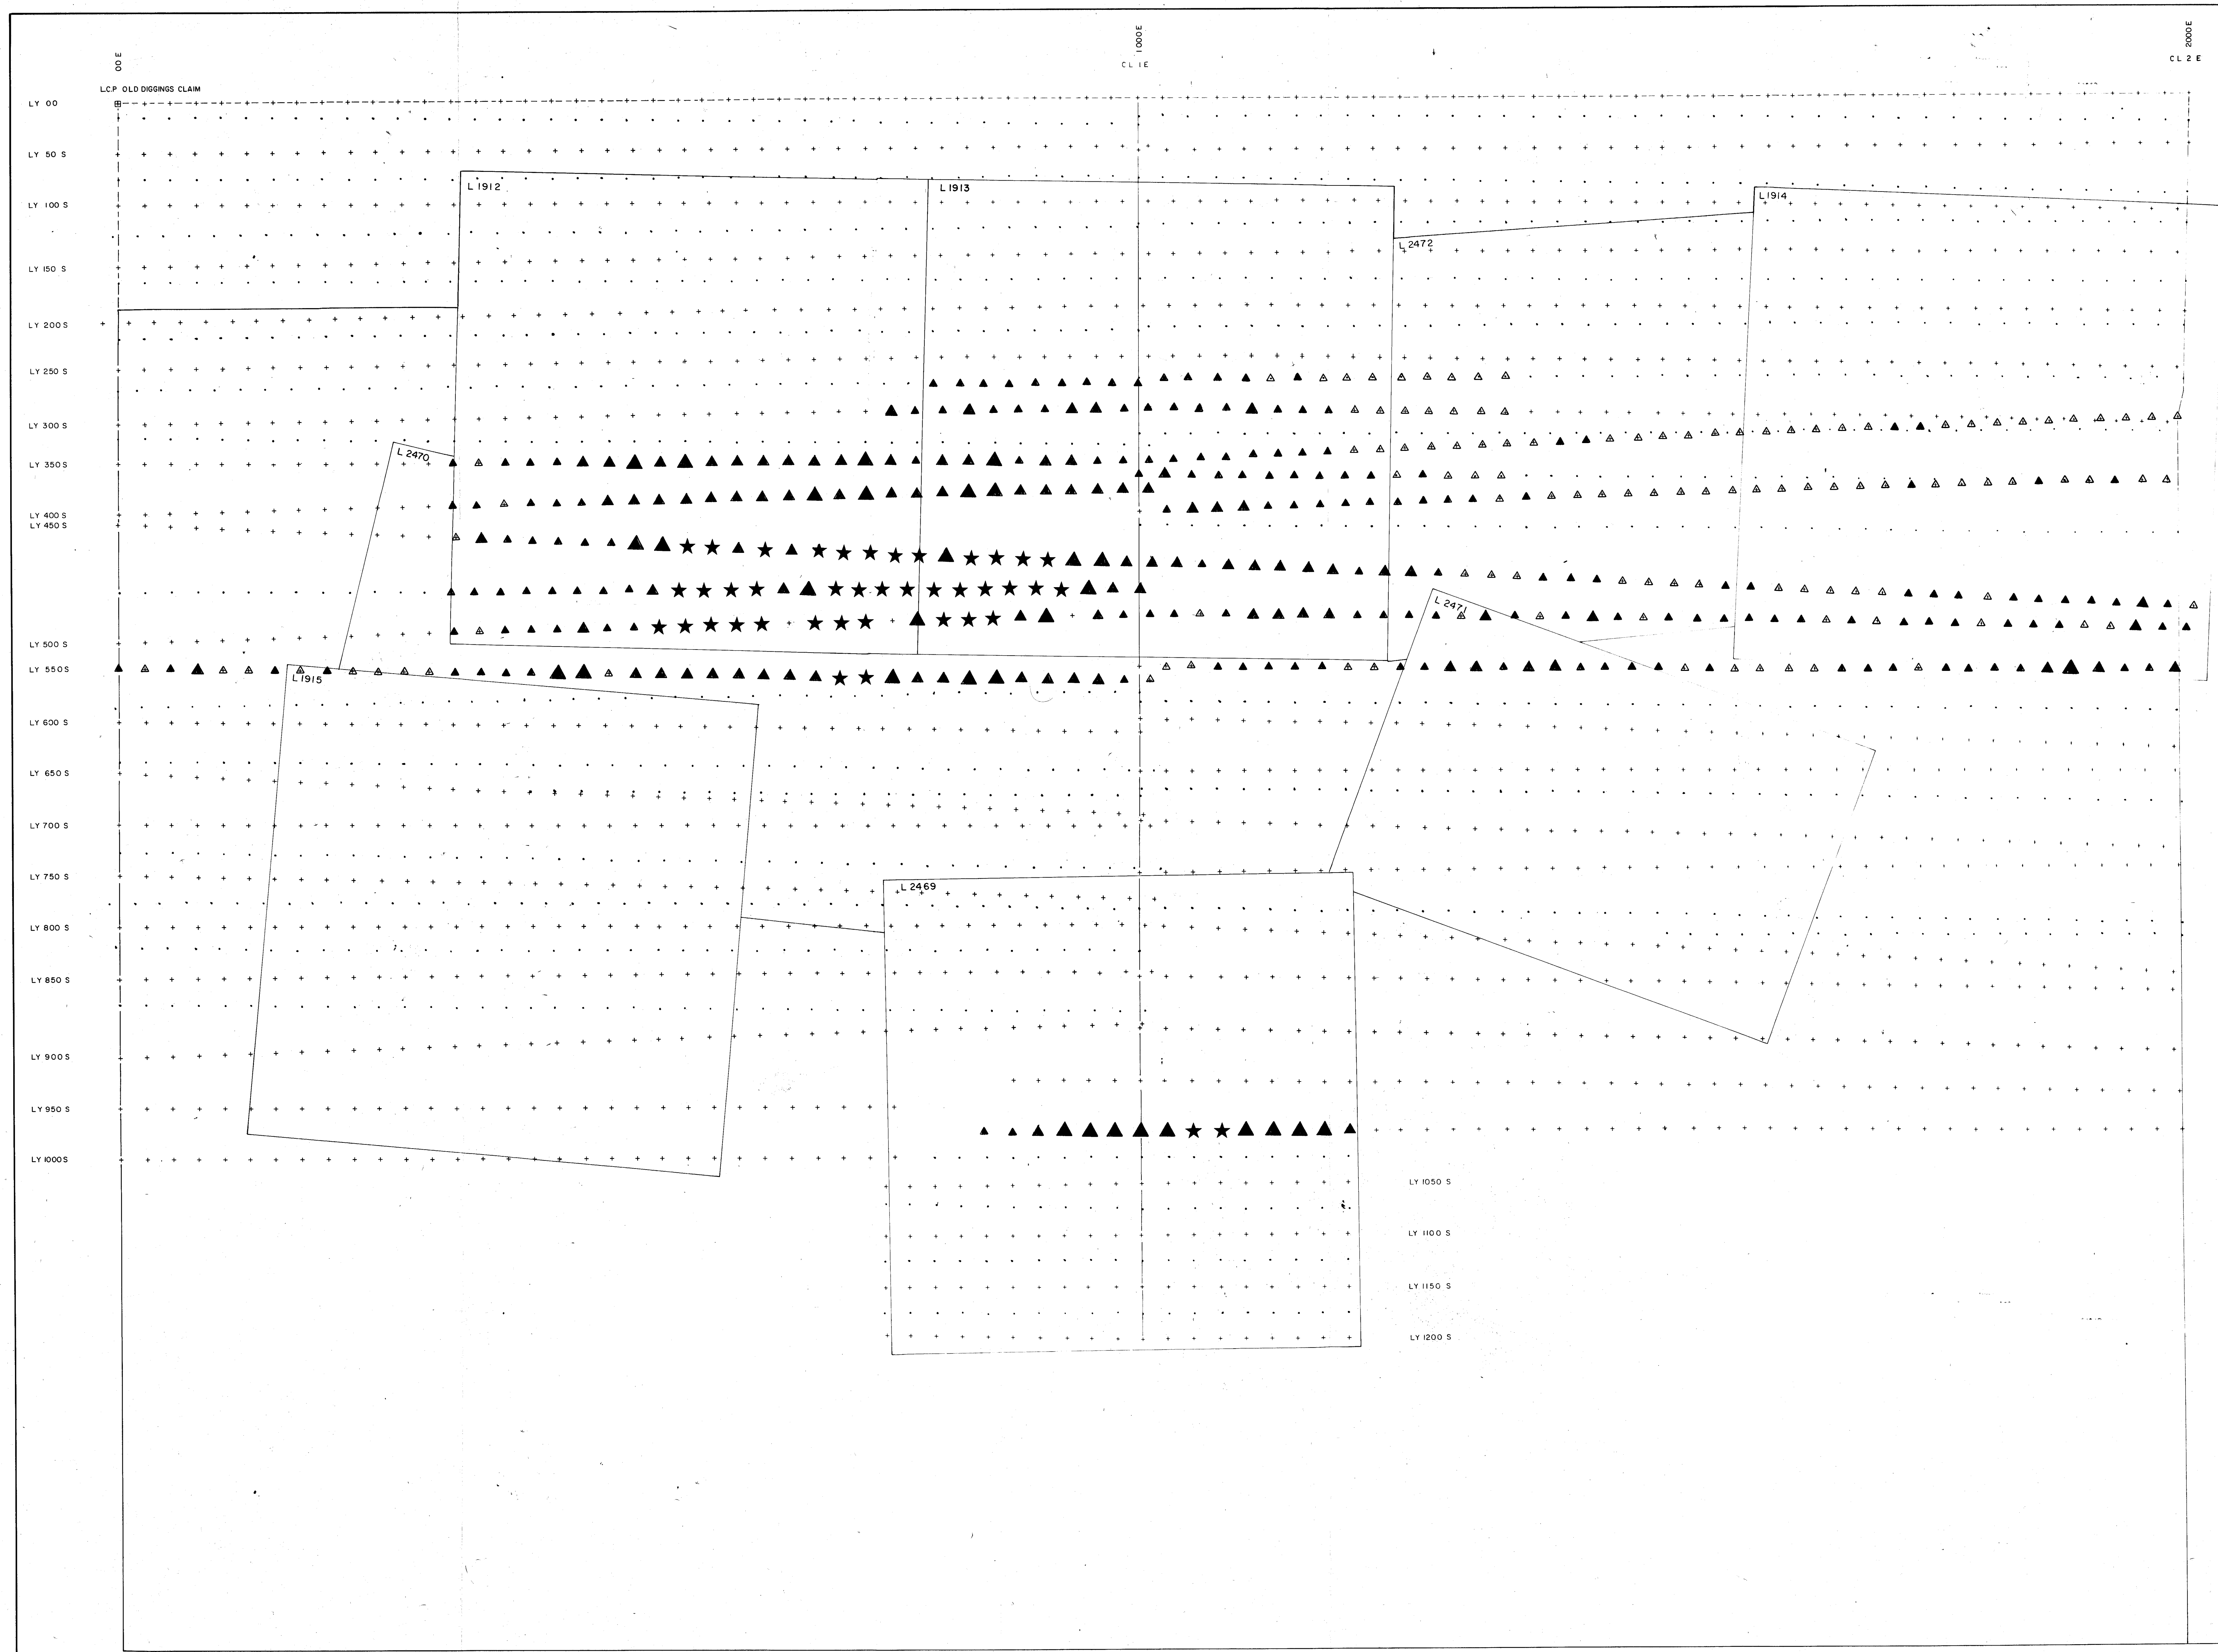 00 E
1000E
CL 1E
2000E
CL 2 E
L.C.P OLD DIGGINGS CLAIM
LY 00
LY 50 S
L 1912
L 1913
L 1914
LY 100 S
L 2472
LY 150 S
LY 200 S
LY 250 S
LY 300 S
L 2470
LY 350 S
LY 400 S
LY 450 S
L 2471
LY 500 S
LY 550 S
L 1915
LY 600 S
LY 650 S
LY 700 S
LY 750 S
L 2469
LY 800 S
LY 850 S
LY 900 S
LY 950 S
LY 1000S
LY 1050 S
LY 1100 S
LY 1150 S
LY 1200 S